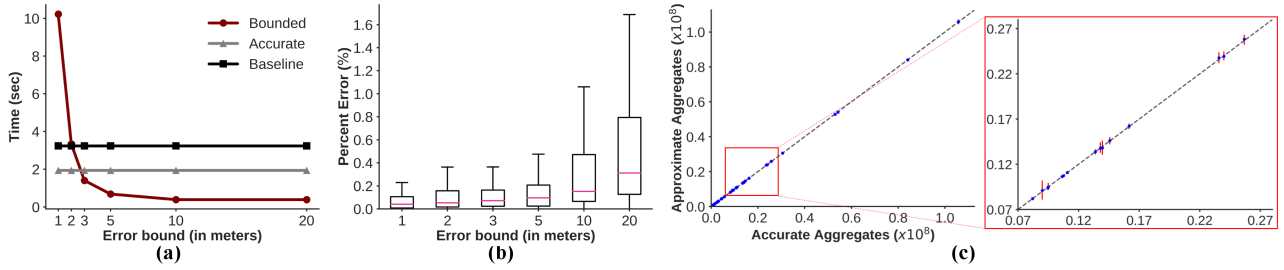 10
8
6
4
2
0
Time (sec)
Bounded
Accurate
Baseline
1 2 3 5 10 20
Error bound (in meters)
(a)
1.6
1.4
1.2
1.0
0.8
0.6
0.4
0.2
0.0
Percent Error (%)
1 2 3 5 10 20
Error bound (in meters)
(b)
1.0
0.8
0.6
0.4
0.2
0.0
Approximate Aggregates (x10⁸)
0.0 0.2 0.4 0.6 0.8 1.0
Accurate Aggregates (x10⁸)
0.27
0.22
0.17
0.12
0.07
0.07 0.12 0.17 0.22 0.27
(c)